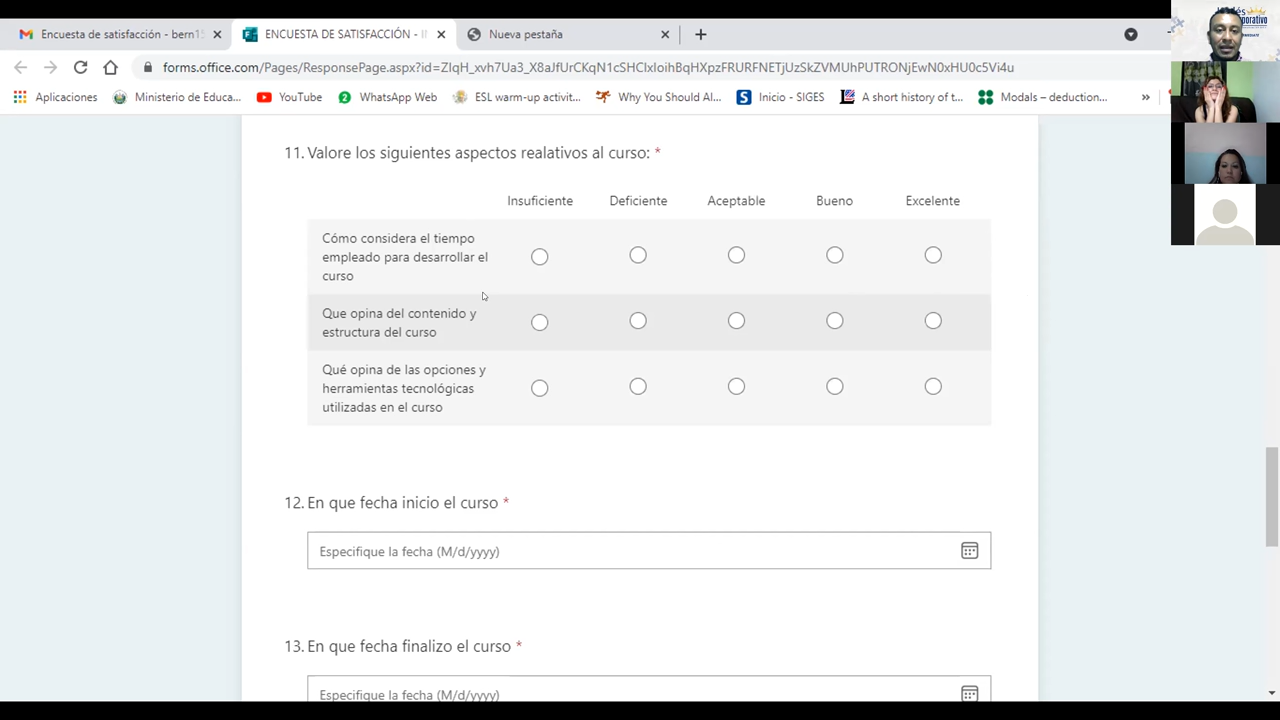 Encuesta de satisfacción - bern15
ENCUESTA DE SATISFACCIÓN - I
Nueva pestaña
forms.office.com/Pages/ResponsePage.aspx?id=ZIqH_xvh7Ua3_XSaJfUrCKqN1cSHCIxIoihBqHXpzFRURFNETjUzSkZVMUhPUTRONjEwN0xHU0c5Vi4u
Aplicaciones
Ministerio de Educa...
YouTube
WhatsApp Web
ESL warm-up activit...
Why You Should Al...
Inicio - SIGES
A short history of t...
Modals – deduction...
11. Valore los siguientes aspectos realativos al curso: *
Insuficiente Deficiente Aceptable Bueno Excelente
Cómo considera el tiempo
empleado para desarrollar el
curso
Que opina del contenido y
estructura del curso
Qué opina de las opciones y
herramientas tecnológicas
utilizadas en el curso
12. En que fecha inicio el curso *
Especifique la fecha (M/d/yyyy)
13. En que fecha finalizo el curso *
Especifique la fecha (M/d/yyyy)